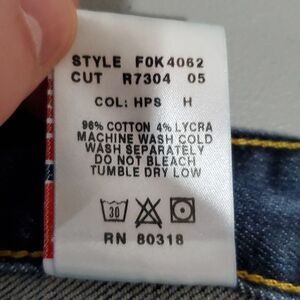 STYLE F0K4062
CUT R7304 05
COL: HPS H
96% COTTON 4% LYCRA
MACHINE WASH COLD
WASH SEPARATELY
DO NOT BLEACH
TUMBLE DRY LOW
30
RN 80318